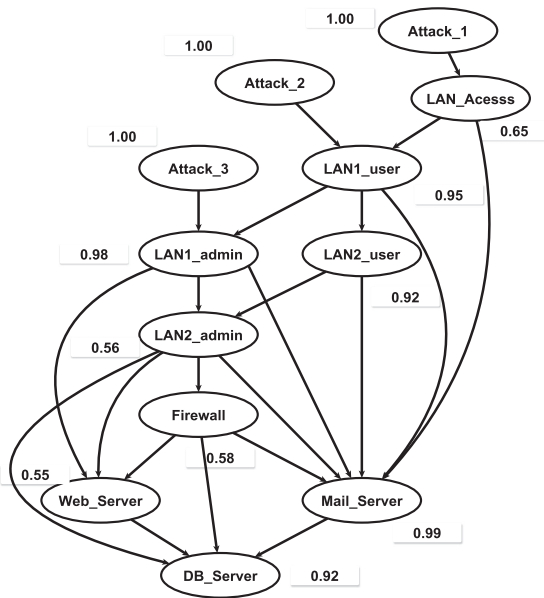 1.00
Attack_1
1.00
Attack_2
LAN_Acesss
0.65
1.00
Attack_3
LAN1_user
0.95
0.98
LAN1_admin
LAN2_user
0.92
0.56
LAN2_admin
Firewall
0.58
0.55
Web_Server
Mail_Server
0.99
DB_Server
0.92